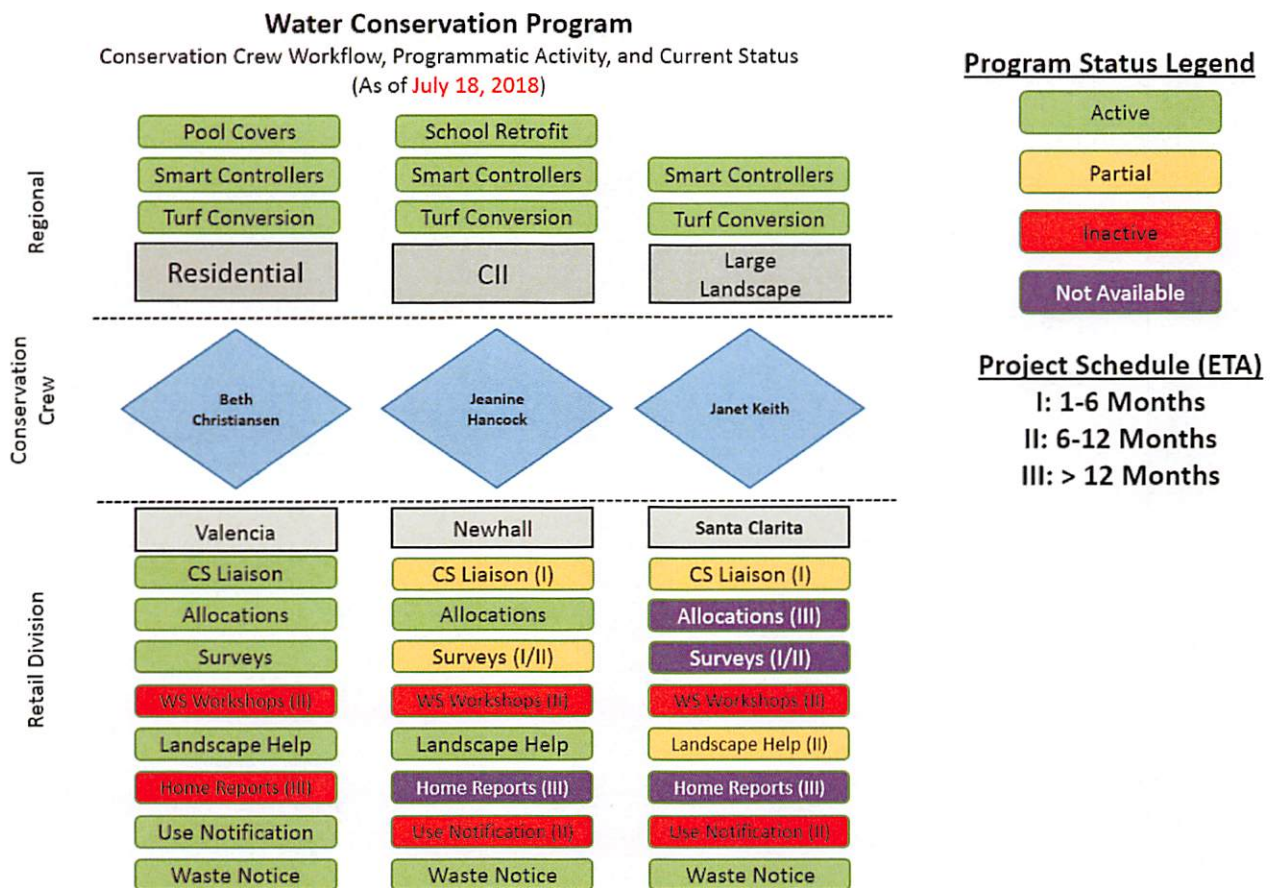 Water Conservation Program
Conservation Crew Workflow, Programmatic Activity, and Current Status
(As of July 18, 2018)
Regional
Pool Covers
School Retrofit
Smart Controllers
Smart Controllers
Smart Controllers
Turf Conversion
Turf Conversion
Turf Conversion
Residential
CII
Large
Landscape
Conservation
Crew
Beth
Christiansen
Jeanine
Hancock
Janet Keith
Retail Division
Valencia
Newhall
Santa Clarita
CS Liaison
CS Liaison (I)
CS Liaison (I)
Allocations
Allocations
Allocations (III)
Surveys
Surveys (I/II)
Surveys (I/II)
WS Workshops (II)
WS Workshops (II)
WS Workshops (II)
Landscape Help
Landscape Help
Landscape Help (II)
Home Reports (III)
Home Reports (III)
Home Reports (III)
Use Notification
Use Notification (II)
Use Notification (II)
Waste Notice
Waste Notice
Waste Notice
Program Status Legend
Active
Partial
Inactive
Not Available
Project Schedule (ETA)
I: 1-6 Months
II: 6-12 Months
III: > 12 Months